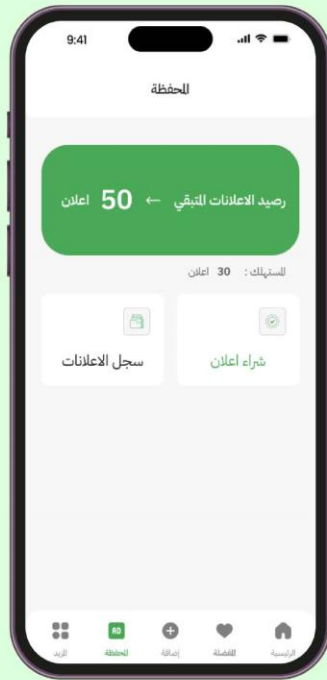 9:41
المحفظة
رصيد الاعلانات المتبقي ← 50 اعلان
المستهلك : 30 اعلان
شراء اعلان
سجل الاعلانات
الرئيسية
المفضلة
إضافة
AD
المحفظة
المزيد